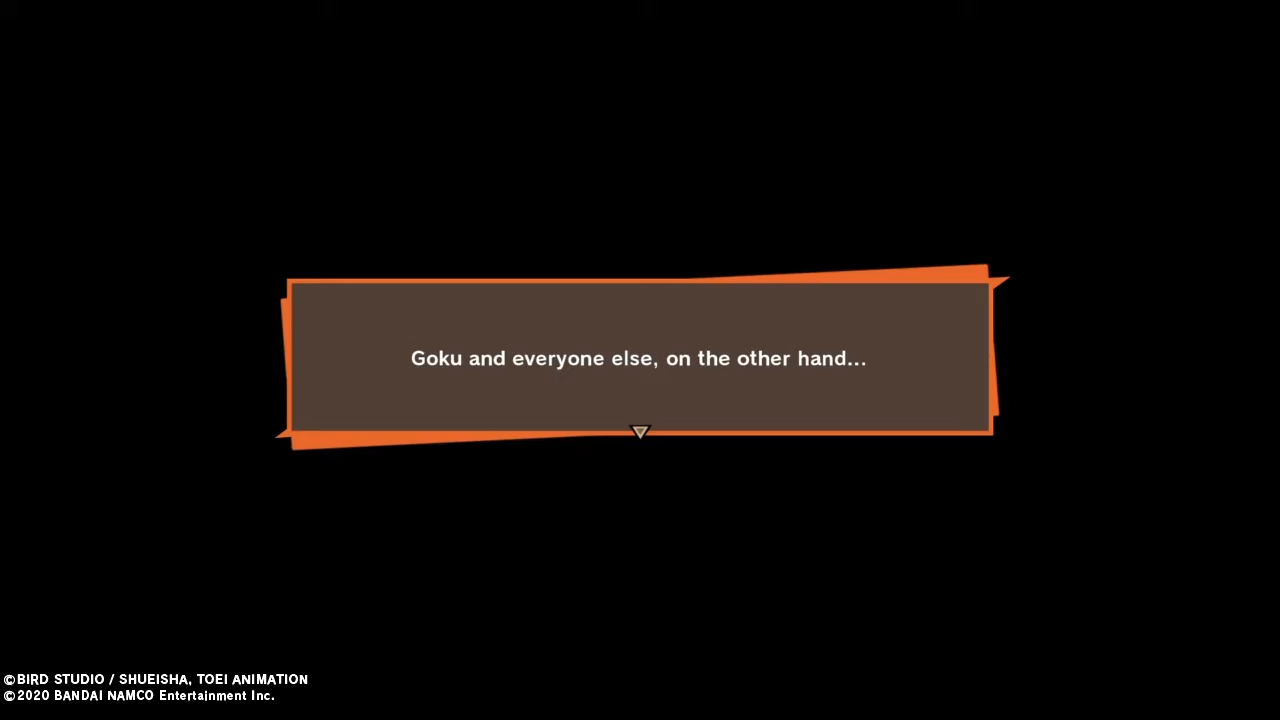 Goku and everyone else, on the other hand...
©BIRD STUDIO / SHUEISHA, TOEI ANIMATION
©2020 BANDAI NAMCO Entertainment Inc.